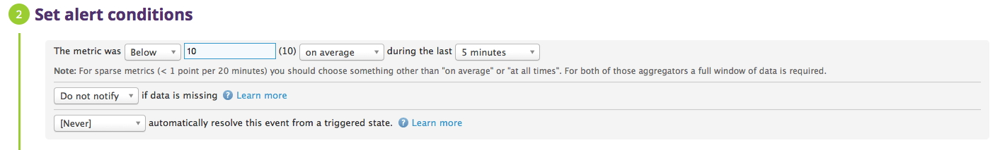 2 Set alert conditions
The metric was Below 10 (10) on average during the last 5 minutes
Note: For sparse metrics (< 1 point per 20 minutes) you should choose something other than "on average" or "at all times". For both of those aggregators a full window of data is required.
Do not notify if data is missing ? Learn more
[Never] automatically resolve this event from a triggered state. ? Learn more